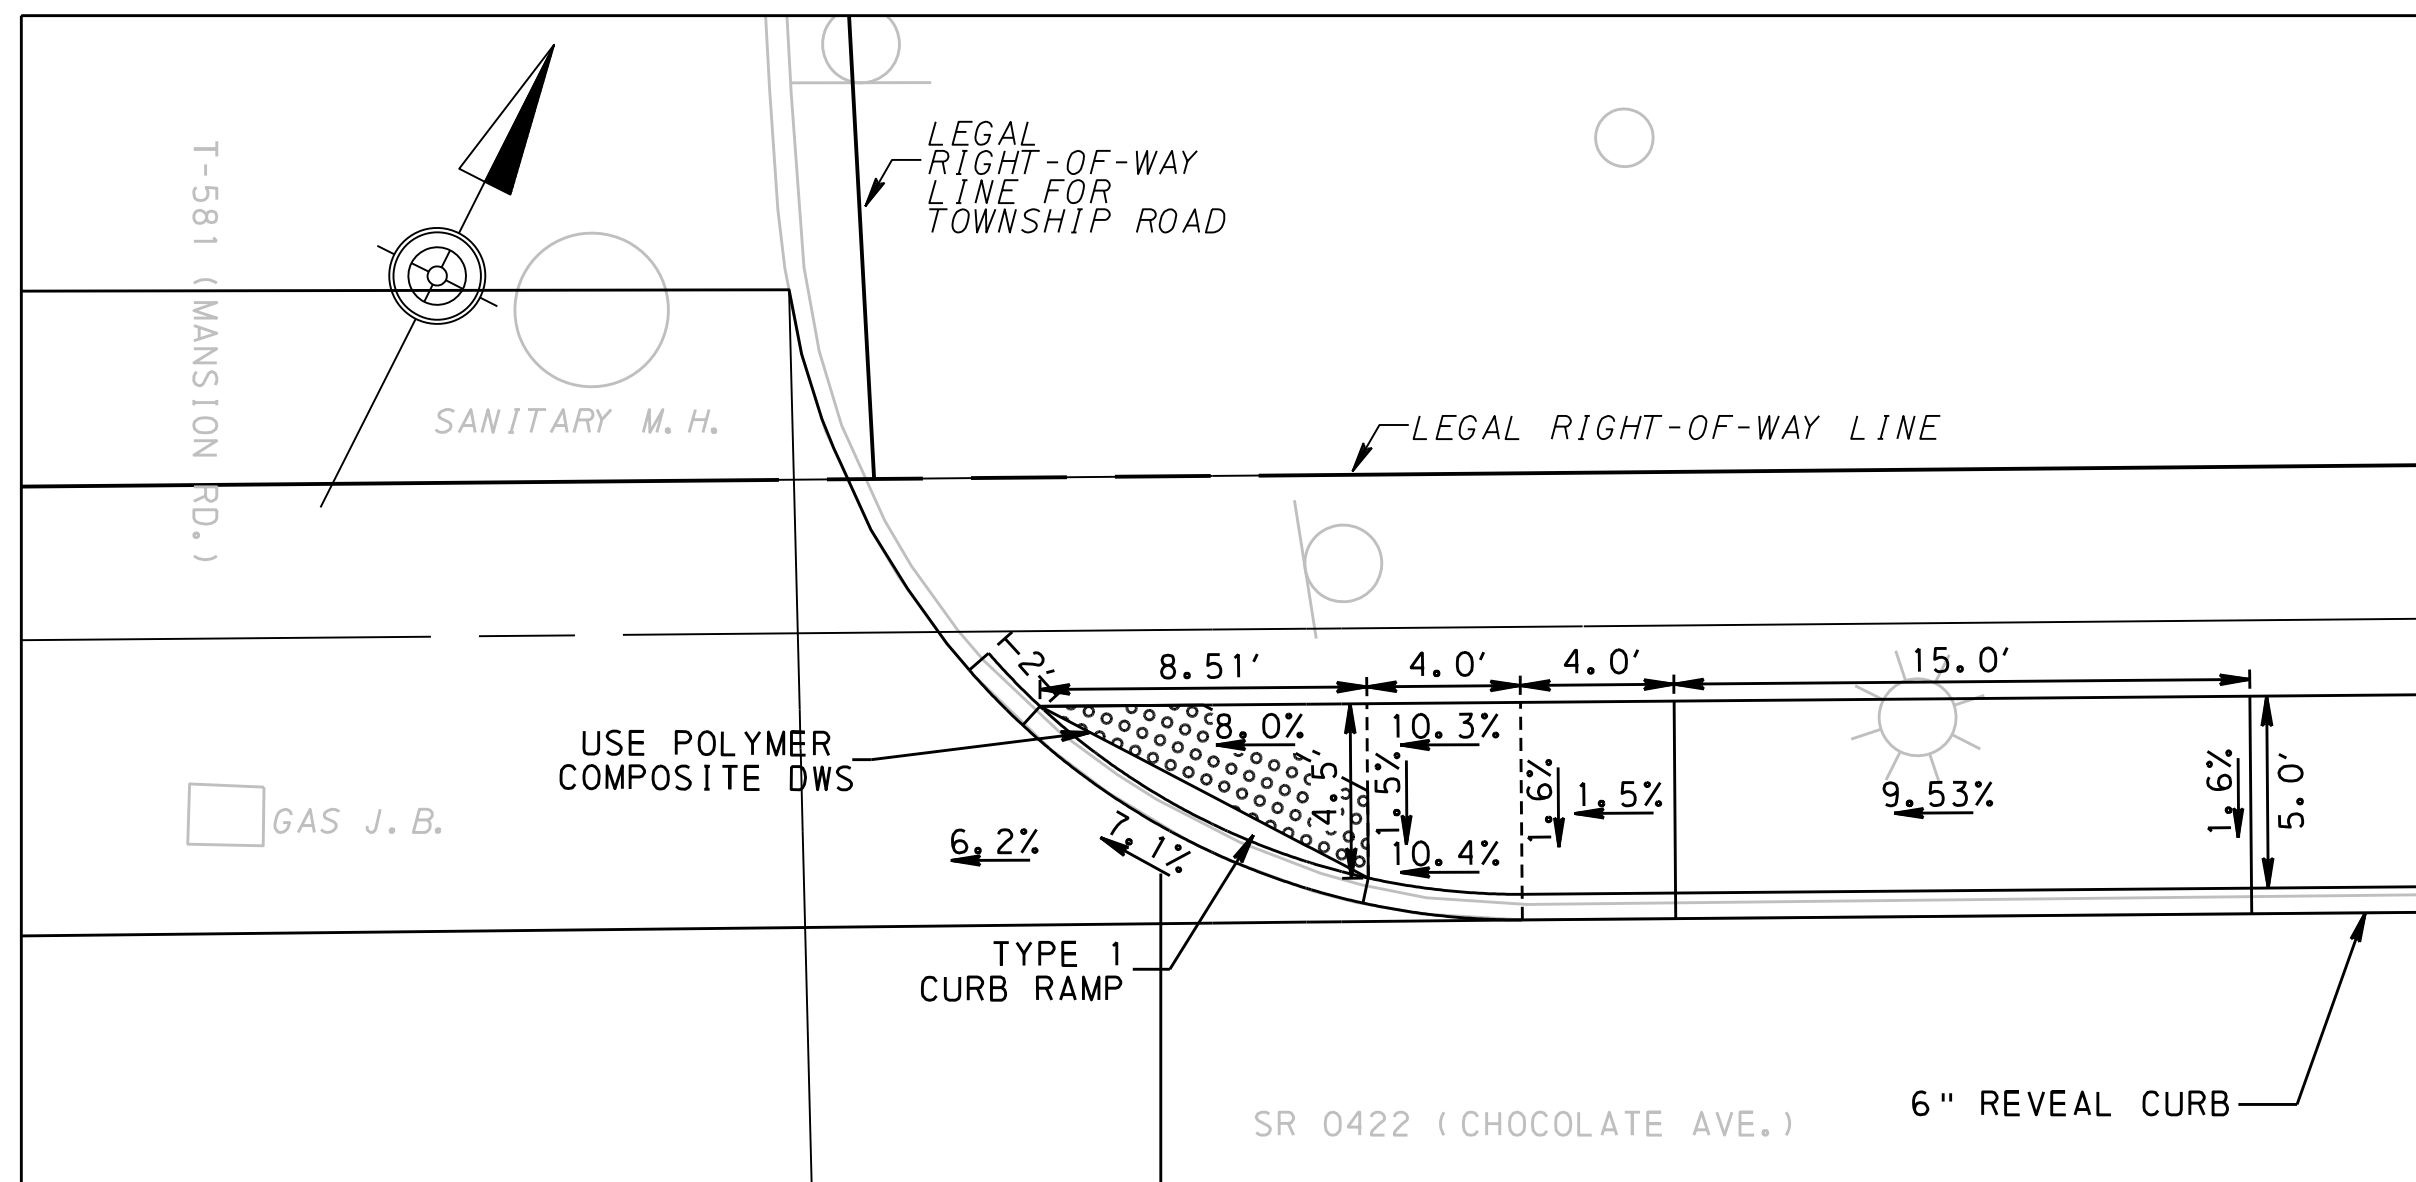 LEGAL
RIGHT-OF-WAY
LINE FOR
TOWNSHIP ROAD
T-581 (MANSION RD.)
SANITARY M.H.
LEGAL RIGHT-OF-WAY LINE
2'
8.51'
4.0'
4.0'
15.0'
USE POLYMER
COMPOSITE DWS
8.0%
10.3%
4.5'
1.5%
1.6%
1.5%
9.53%
1.6%
5.0'
GAS J.B.
6.2%
7.1%
10.4%
TYPE 1
CURB RAMP
6" REVEAL CURB
SR 0422 (CHOCOLATE AVE.)